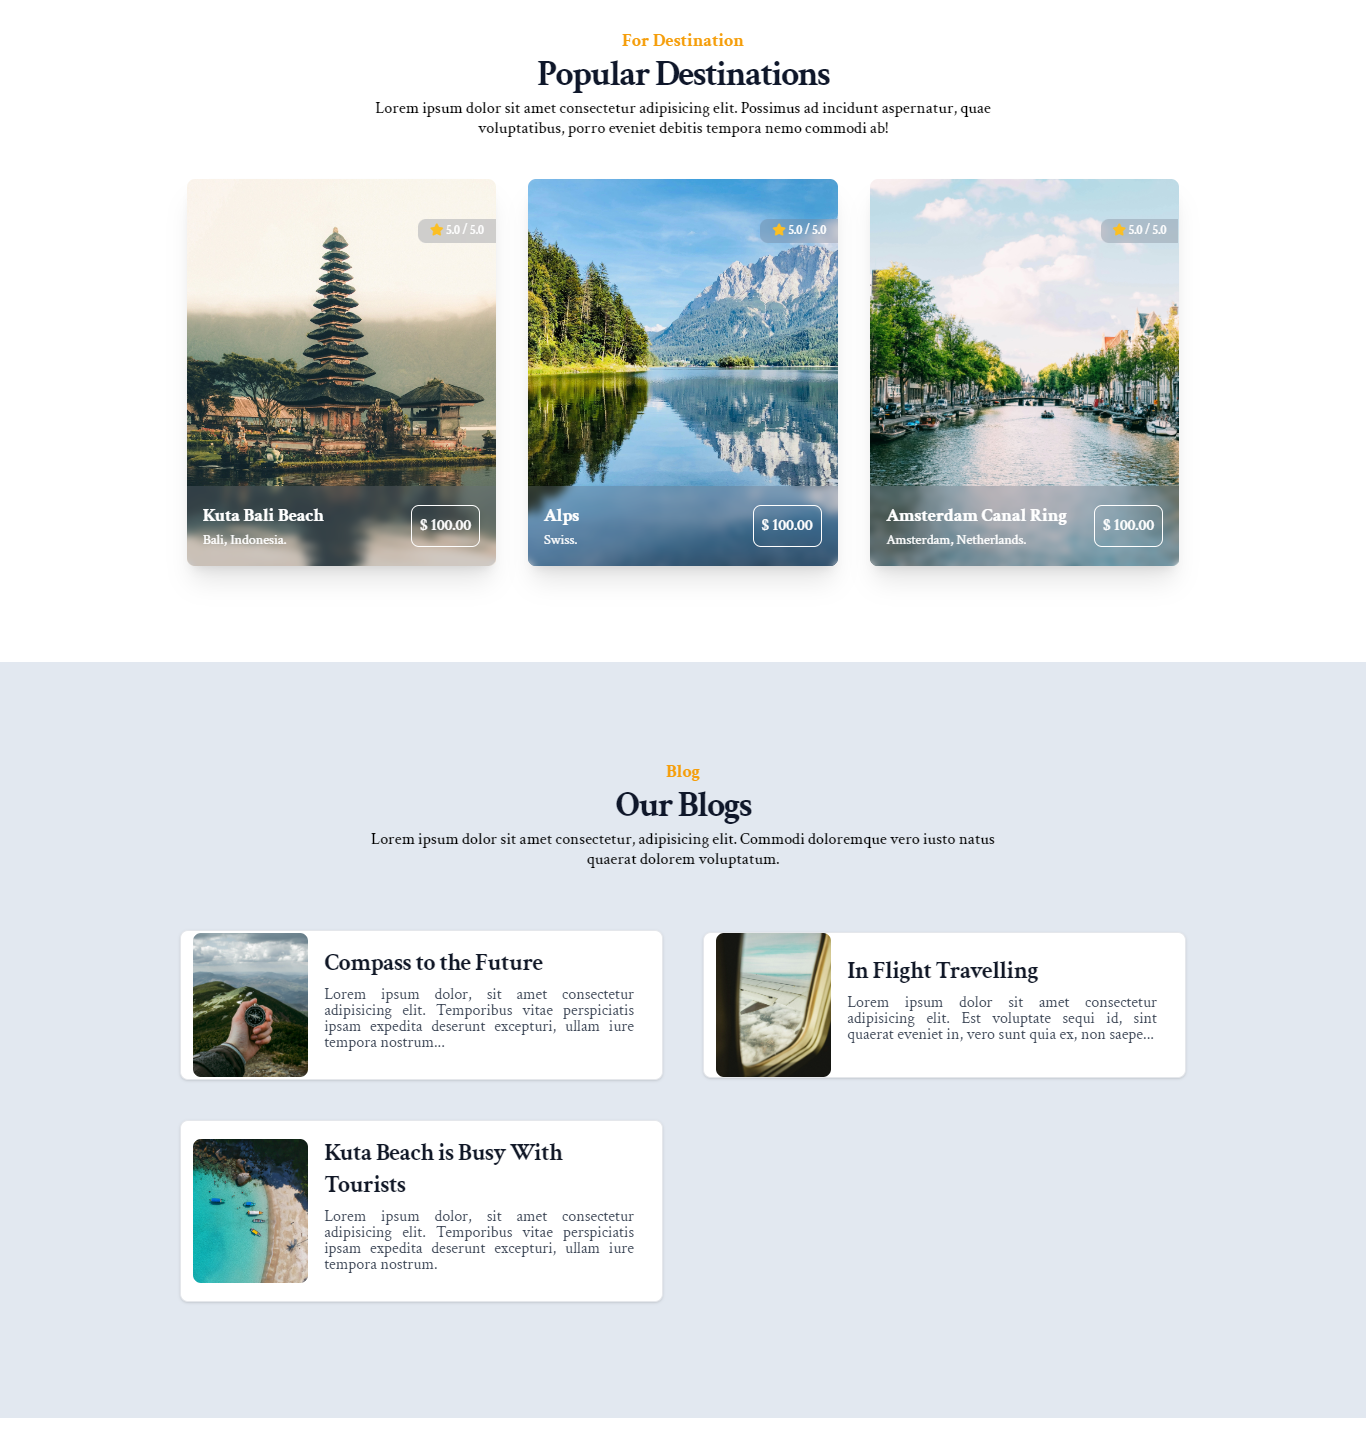 For Destination
Popular Destinations
Lorem ipsum dolor sit amet consectetur adipisicing elit. Possimus ad incidunt aspernatur, quae
voluptatibus, porro eveniet debitis tempora nemo commodi ab!
5.0 / 5.0
Kuta Bali Beach
Bali, Indonesia.
$ 100.00
5.0 / 5.0
Alps
Swiss.
$ 100.00
5.0 / 5.0
Amsterdam Canal Ring
Amsterdam, Netherlands.
$ 100.00
Blog
Our Blogs
Lorem ipsum dolor sit amet consectetur, adipisicing elit. Commodi doloremque vero iusto natus
quaerat dolorem voluptatum.
Compass to the Future
Lorem ipsum dolor, sit amet consectetur
adipisicing elit. Temporibus vitae perspiciatis
ipsam expedita deserunt excepturi, ullam iure
tempora nostrum...
In Flight Travelling
Lorem ipsum dolor sit amet consectetur
adipisicing elit. Est voluptate sequi id, sint
quaerat eveniet in, vero sunt quia ex, non saepe...
Kuta Beach is Busy With
Tourists
Lorem ipsum dolor, sit amet consectetur
adipisicing elit. Temporibus vitae perspiciatis
ipsam expedita deserunt excepturi, ullam iure
tempora nostrum.